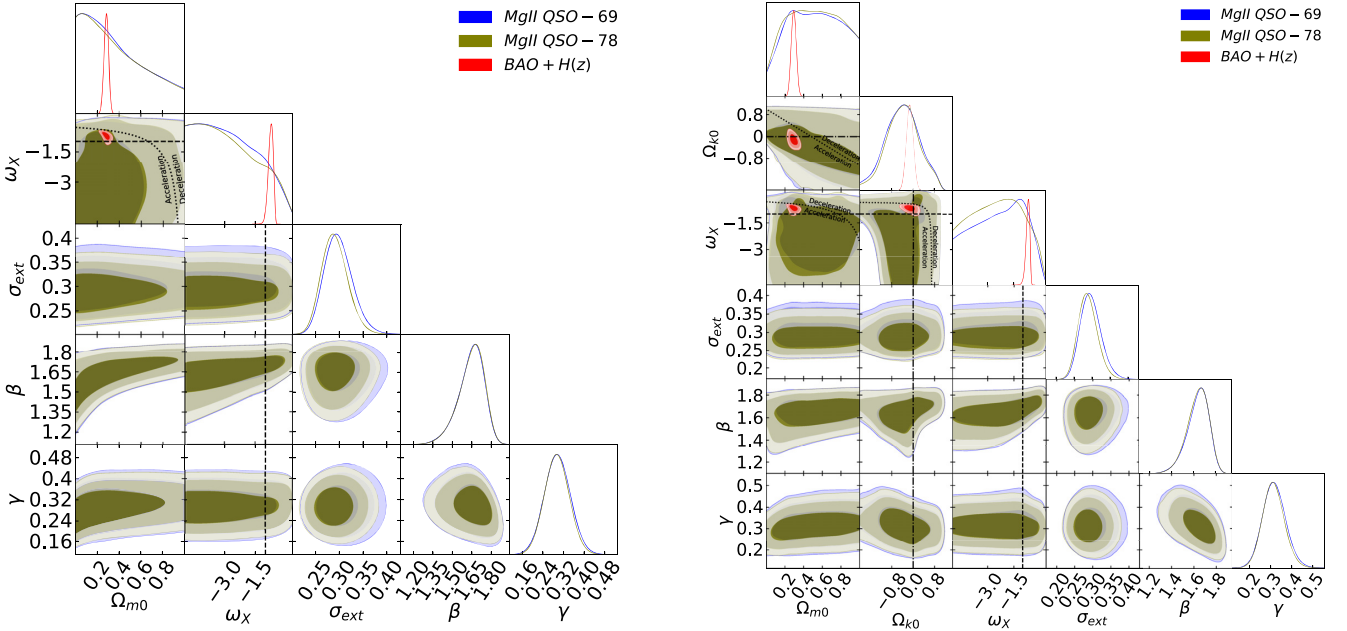 MgII QSO − 69
MgII QSO − 78
BAO + H(z)
ω_X
−1.5
−3
Acceleration
Deceleration
σ_ext
0.4
0.35
0.3
0.25
β
1.8
1.65
1.5
1.35
1.2
γ
0.48
0.4
0.32
0.24
0.16
0.2 0.4 0.6 0.8
−3.0 −1.5
0.25 0.30 0.35 0.40
1.20 1.35 1.50 1.65 1.80
0.16 0.24 0.32 0.40 0.48
Ω_m0 ω_X σ_ext β γ
MgII QSO − 69
MgII QSO − 78
BAO + H(z)
Ω_k0
0.8
0
−0.8
Deceleration
Acceleration
ω_X
−1.5
−3
Deceleration
Acceleration
Deceleration
Acceleration
σ_ext
0.4
0.35
0.3
0.25
0.2
β
1.8
1.6
1.4
1.2
γ
0.5
0.4
0.3
0.2
0.2 0.4 0.6 0.8
−0.8 0.0 0.8
−3.0 −1.5
0.20 0.25 0.30 0.35 0.40
1.2 1.4 1.6 1.8
0.2 0.3 0.4 0.5
Ω_m0 Ω_k0 ω_X σ_ext β γ